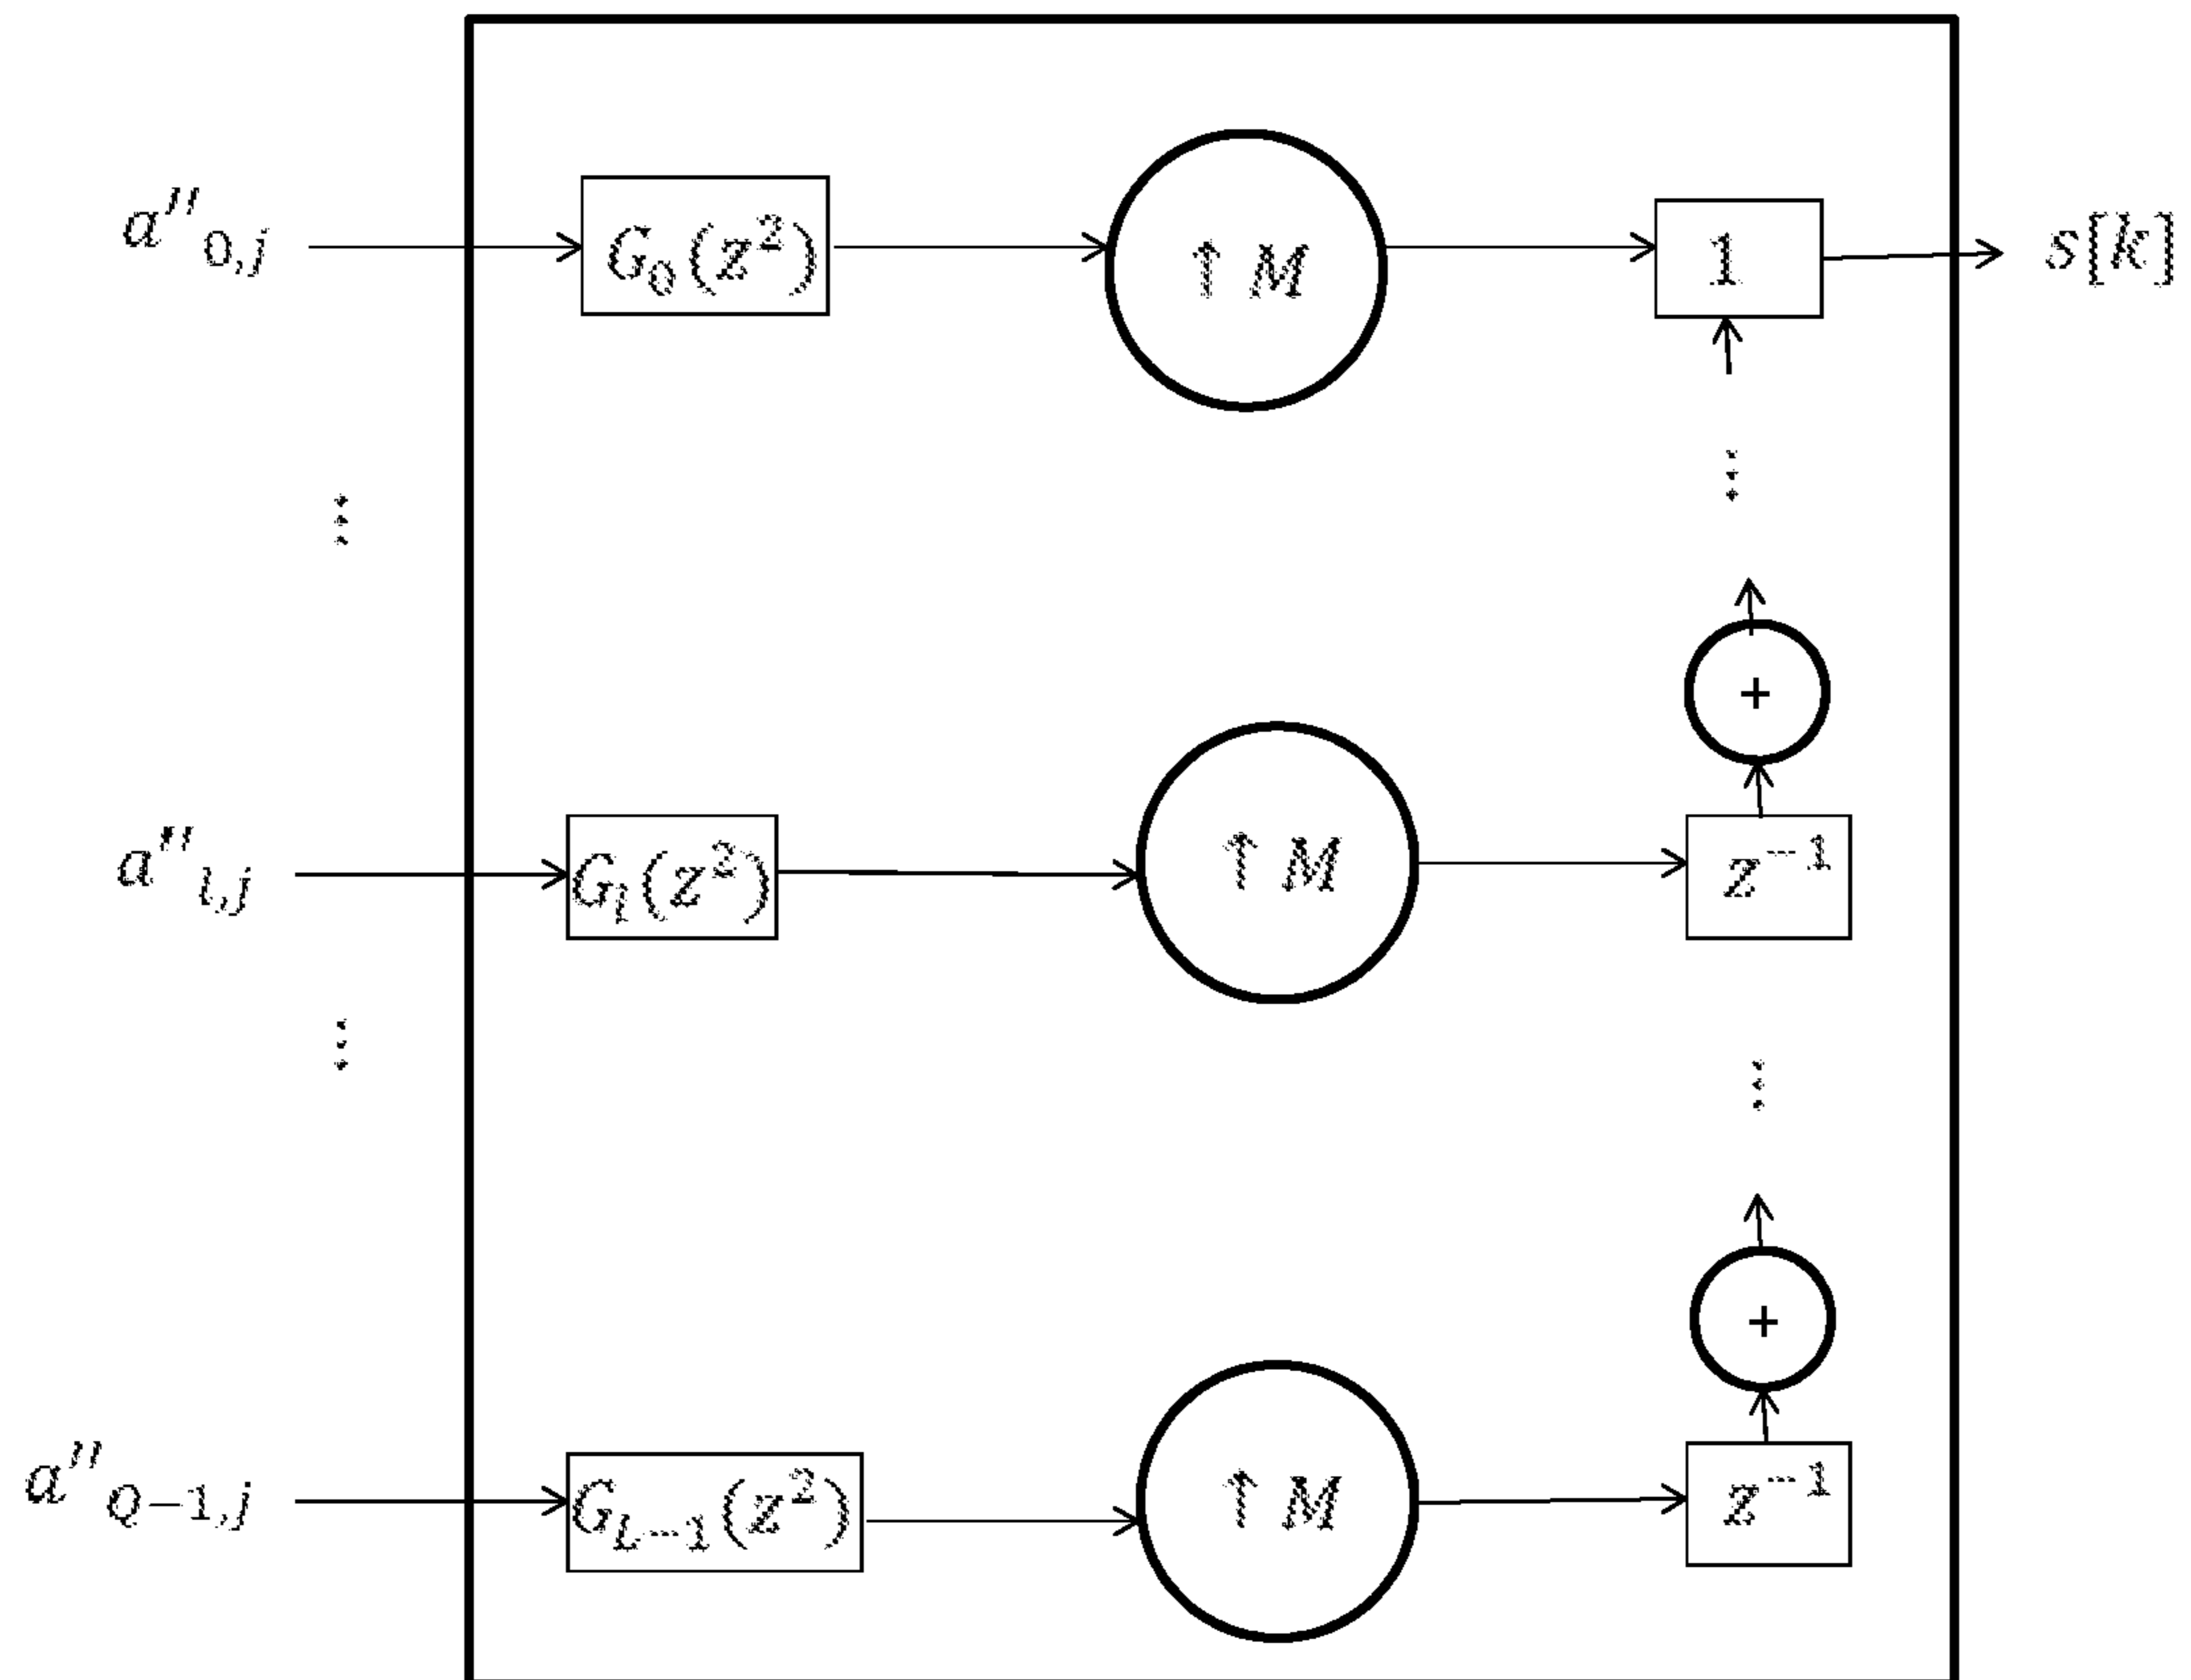 a″₀,ⱼ G₀(z²) ↑ M 1 s[k]
⋮ ⋮
+
a″l,j Gl(z²) ↑ M z⁻¹
⋮ ⋮
+
a″Q−1,j GL−1(z²) ↑ M z⁻¹